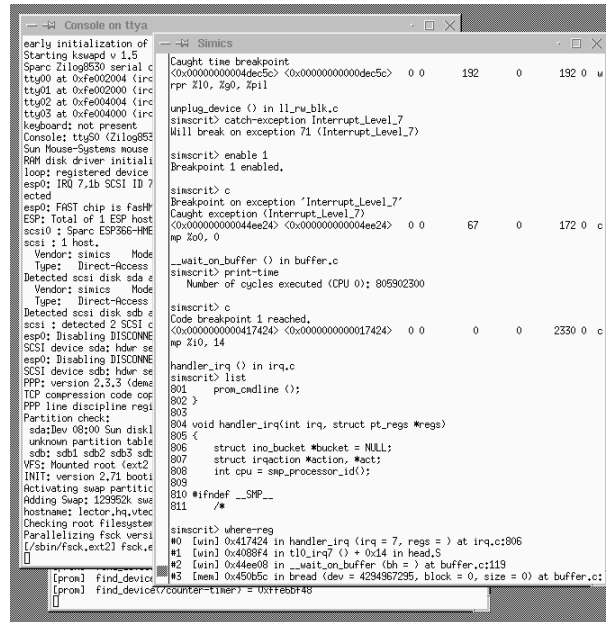 Console on ttya
early initialization of
Starting kswapd v 1.5
Sparc Zilog8530 serial c
tty00 at 0xfe002004 (irq
tty01 at 0xfe002000 (irq
tty02 at 0xfe004004 (irq
tty03 at 0xfe004000 (irq
keyboard: not present
Console: ttyS0 (Zilog853
Sun Mouse-Systems mouse
RAM disk driver initiali
loop: registered device
esp0: IRQ 7,1b SCSI ID 7
ected
esp0: FAST chip is fasHM
ESP: Total of 1 ESP host
scsi0 : Sparc ESP366-HME
scsi : 1 host.
Vendor: simics Mode
Type: Direct-Access
Detected scsi disk sda a
Vendor: simics Mode
Type: Direct-Access
Detected scsi disk sdb a
scsi : detected 2 SCSI d
esp0: Disabling DISCONNE
SCSI device sda: hdwr se
esp0: Disabling DISCONNE
SCSI device sdb: hdwr se
PPP: version 2.3.3 (dema
TCP compression code cop
PPP line discipline regi
Partition check:
sda:Dev 08:00 Sun diskl
unknown partition table
sdb: sdb1 sdb2 sdb3 sdb
VFS: Mounted root (ext2
INIT: version 2.71 booti
Activating swap partitio
Adding Swap: 129952k swa
hostname: lector.hq.vtec
Checking root filesystem
Parallelizing fsck versi
[/sbin/fsck.ext2] fsck.e
Simics
Caught time breakpoint
<0x0000000004dec5c> <0x00000000000dec5c> 0 0 192 0 192 0 w
rpr %l0, %g0, %pil
unplug_device () in ll_rw_blk.c
simscrit> catch-exception Interrupt_Level_7
Will break on exception 71 (Interrupt_Level_7)
simscrit> enable 1
Breakpoint 1 enabled.
simscrit> c
Breakpoint on exception 'Interrupt_Level_7'
Caught exception (Interrupt_Level_7)
<0x000000000044ee24> <0x000000000004ee24> 0 0 67 0 172 0 c
mp %o0, 0
__wait_on_buffer () in buffer.c
simscrit> print-time
Number of cycles executed (CPU 0): 805902300
simscrit> c
Code breakpoint 1 reached.
<0x0000000000417424> <0x0000000000017424> 0 0 0 0 2330 0 c
mp %i0, 14
handler_irq () in irq.c
simscrit> list
801 prom_cmdline ();
802 }
803
804 void handler_irq(int irq, struct pt_regs *regs)
805 {
806 struct ino_bucket *bucket = NULL;
807 struct irqaction *action, *act;
808 int cpu = smp_processor_id();
809
810 #ifndef __SMP__
811 /*
simscrit> where-reg
#0 [win] 0x417424 in handler_irq (irq = 7, regs = ) at irq.c:806
#1 [win] 0x4088f4 in tl0_irq7 () + 0x14 in head.S
#2 [win] 0x44ee08 in __wait_on_buffer (bh = ) at buffer.c:119
#3 [mem] 0x450b5c in bread (dev = 4294967295, block = 0, size = 0) at buffer.c:
[prom] find_device
[prom] find_device(/counter-timer) = 0xffe6bf48